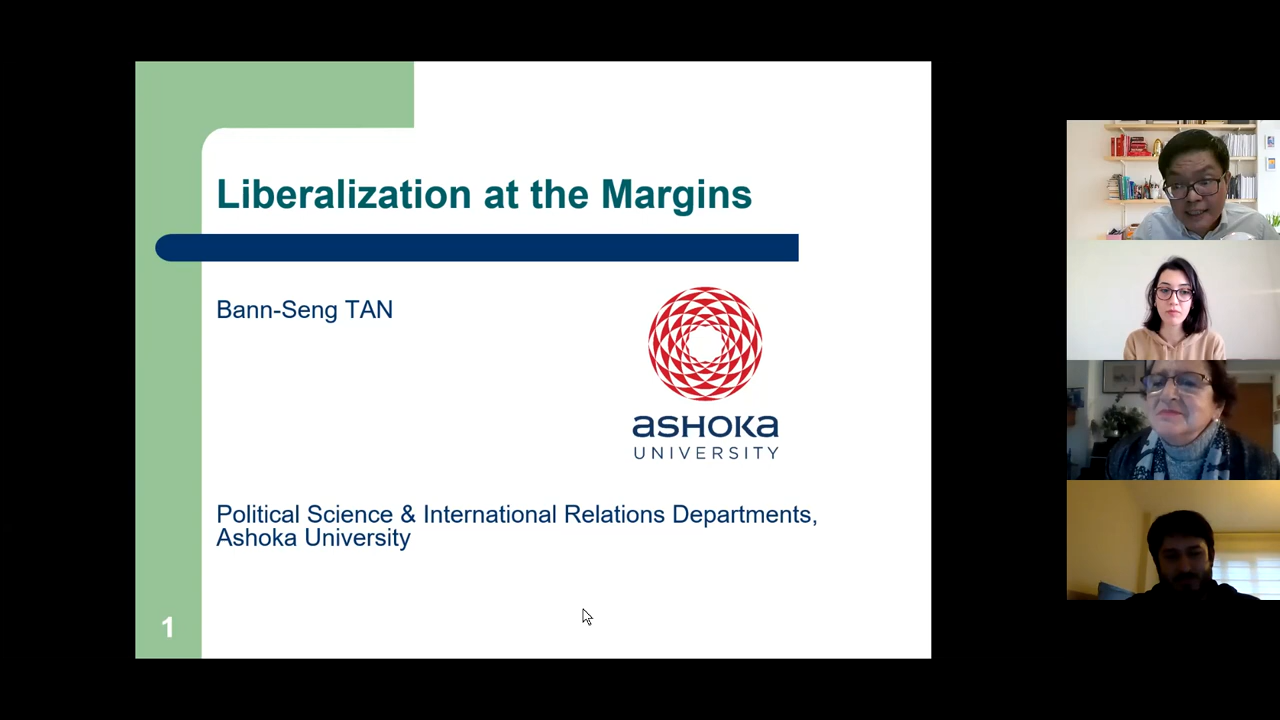 Liberalization at the Margins
Bann-Seng TAN
ASHOKA
UNIVERSITY
Political Science & International Relations Departments,
Ashoka University
1